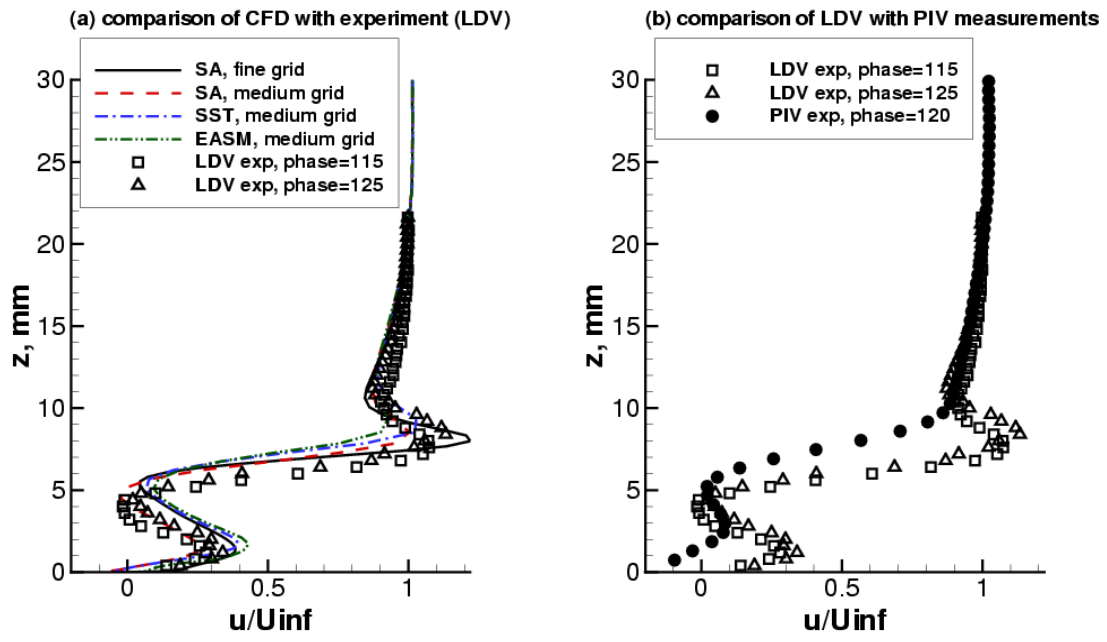 (a) comparison of CFD with experiment (LDV)
SA, fine grid
SA, medium grid
SST, medium grid
EASM, medium grid
LDV exp, phase=115
LDV exp, phase=125
30
25
20
15
10
5
0
z, mm
0
0.5
1
u/Uinf
(b) comparison of LDV with PIV measurements
LDV exp, phase=115
LDV exp, phase=125
PIV exp, phase=120
30
25
20
15
10
5
0
z, mm
0
0.5
1
u/Uinf